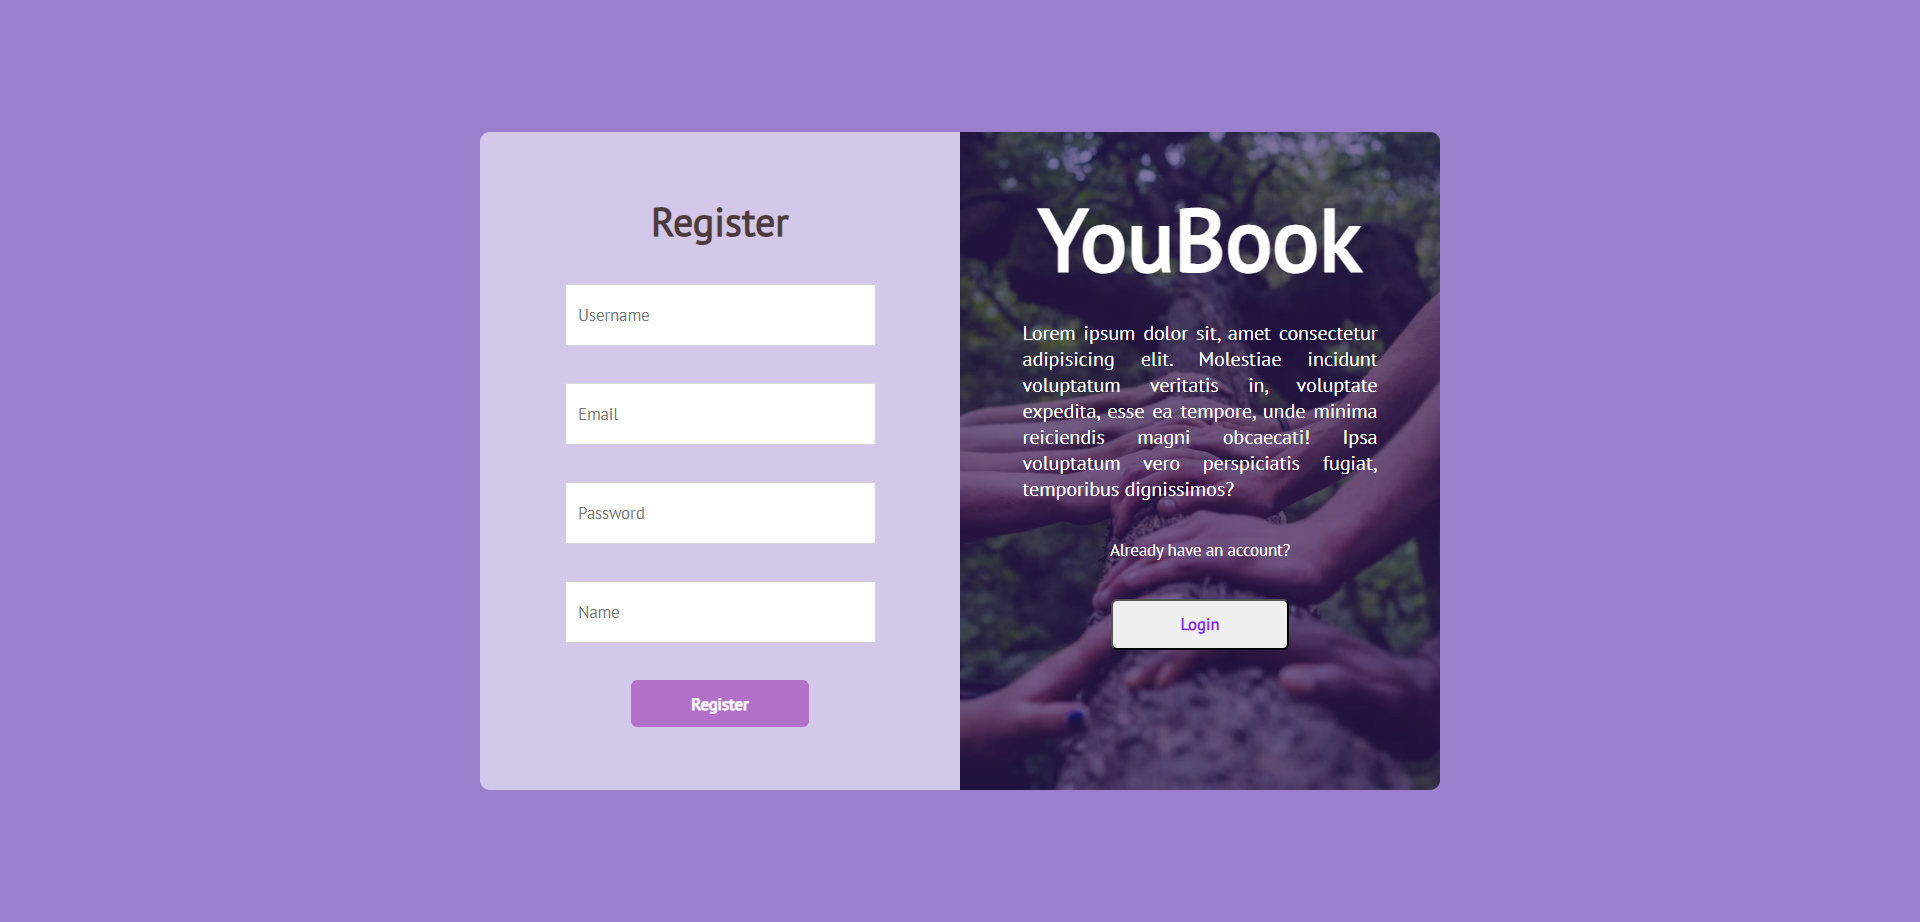 Register
Username
Email
Password
Name
Register
YouBook
Lorem ipsum dolor sit, amet consectetur
adipisicing elit. Molestiae incidunt
voluptatum veritatis in, voluptate
expedita, esse ea tempore, unde minima
reiciendis magni obcaecati! Ipsa
voluptatum vero perspiciatis fugiat,
temporibus dignissimos?
Already have an account?
Login